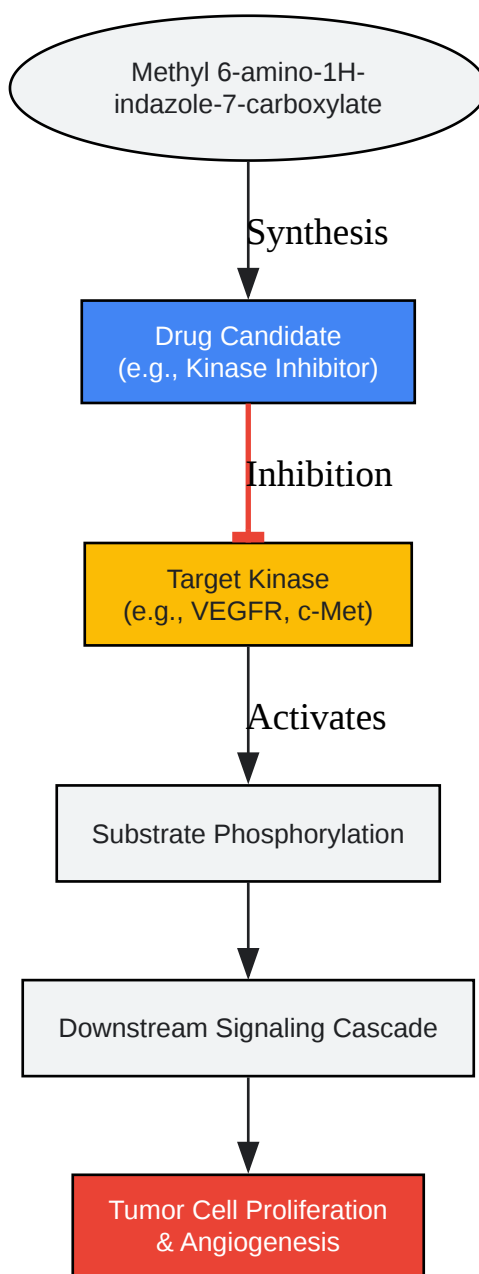 Methyl 6-amino-1H-
indazole-7-carboxylate
Synthesis
Drug Candidate
(e.g., Kinase Inhibitor)
Inhibition
Target Kinase
(e.g., VEGFR, c-Met)
Activates
Substrate Phosphorylation
Downstream Signaling Cascade
Tumor Cell Proliferation
& Angiogenesis